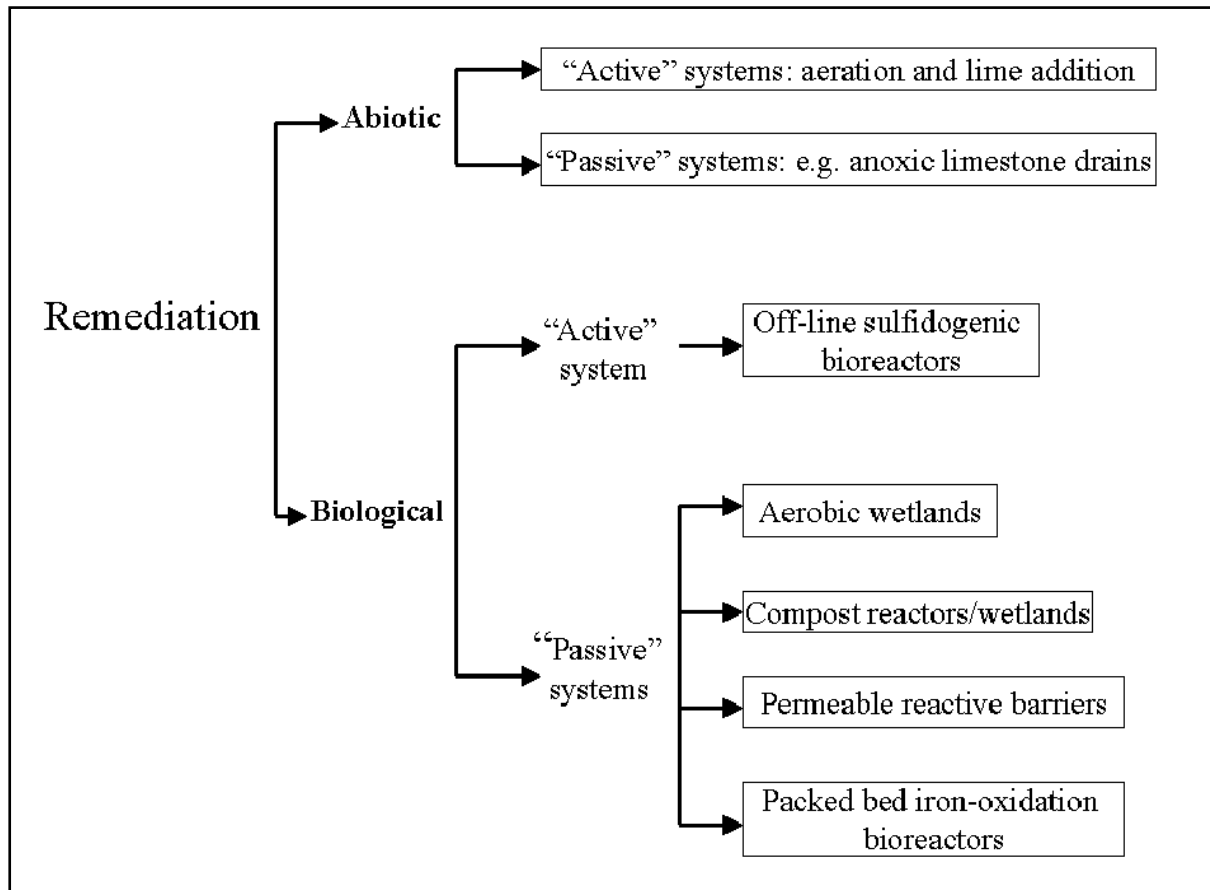 Remediation
Abiotic
“Active” systems: aeration and lime addition
“Passive” systems: e.g. anoxic limestone drains
Biological
“Active”
system
Off-line sulfidogenic
bioreactors
“Passive”
systems
Aerobic wetlands
Compost reactors/wetlands
Permeable reactive barriers
Packed bed iron-oxidation
bioreactors